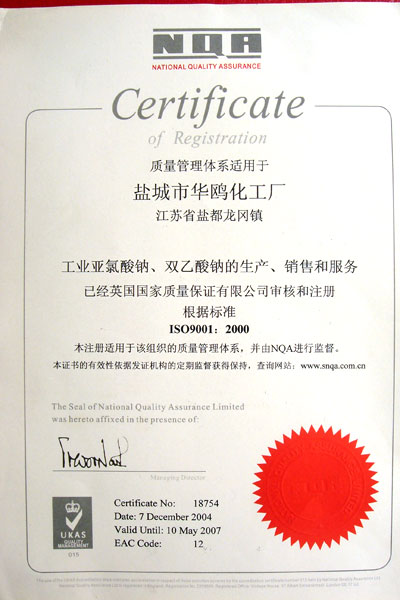 NQA
NATIONAL QUALITY ASSURANCE
Certificate
of Registration
质量管理体系适用于
盐城市华鸥化工厂
江苏省盐都龙冈镇
工业亚氯酸钠、双乙酸钠的生产、销售和服务
已经英国国家质量保证有限公司审核和注册
根据标准
ISO9001：2000
本注册适用于该组织的质量管理体系，并由NQA进行监督。
本证书的有效性依据发证机构的定期监督获得保持，查询网站：www.snqa.com.cn
The Seal of National Quality Assurance Limited
was hereto affixed in the presence of:
Managing Director
Certificate No: 18754
Date: 7 December 2004
Valid Until: 10 May 2007
EAC Code: 12
UKAS
QUALITY
MANAGEMENT
015